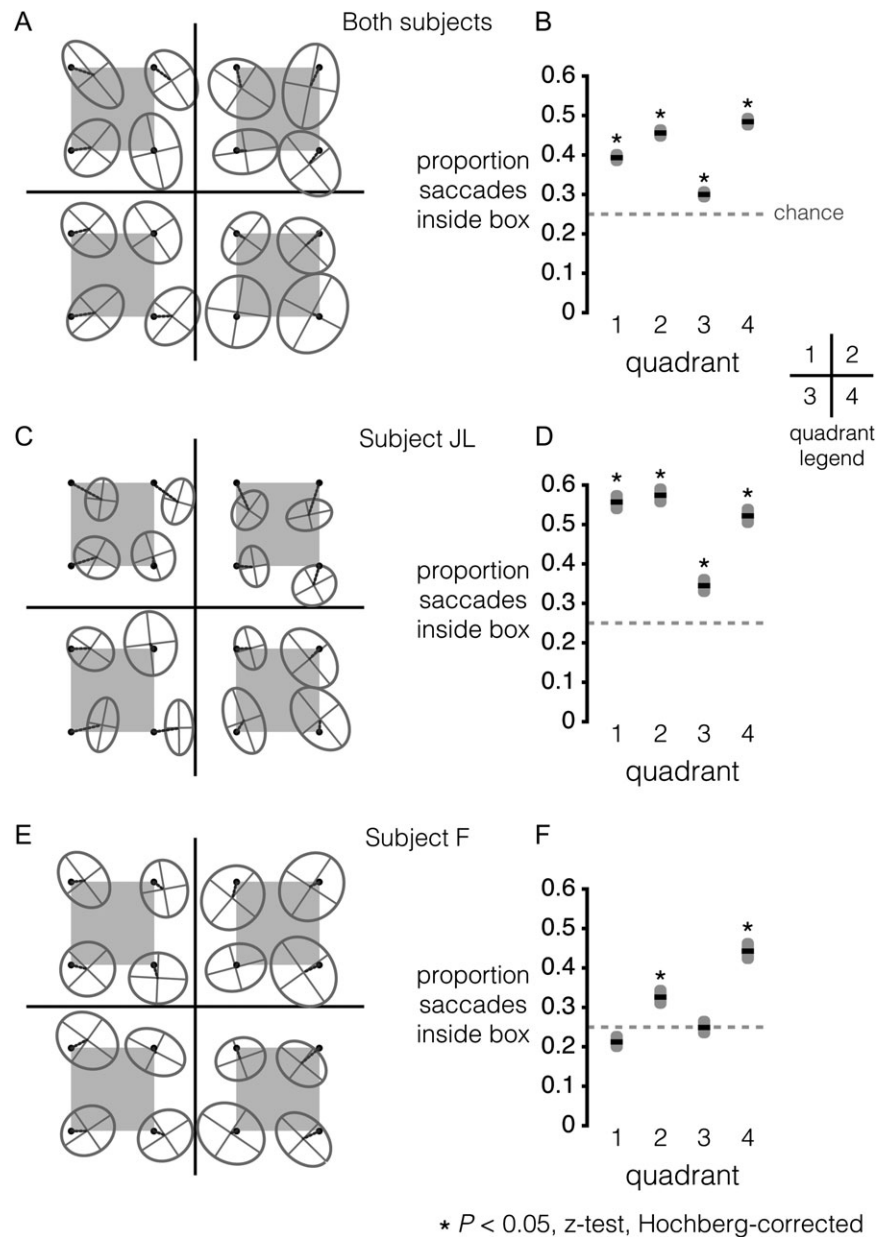 A
Both subjects
B
0.6
0.5
0.4
0.3
0.2
0.1
0
proportion
saccades
inside box
* * * *
chance
1 2 3 4
quadrant
1 2
3 4
quadrant
legend
C
Subject JL
D
0.6
0.5
0.4
0.3
0.2
0.1
0
proportion
saccades
inside box
* * * *
1 2 3 4
quadrant
E
Subject F
F
0.6
0.5
0.4
0.3
0.2
0.1
0
proportion
saccades
inside box
* *
1 2 3 4
quadrant
* P < 0.05, z-test, Hochberg-corrected